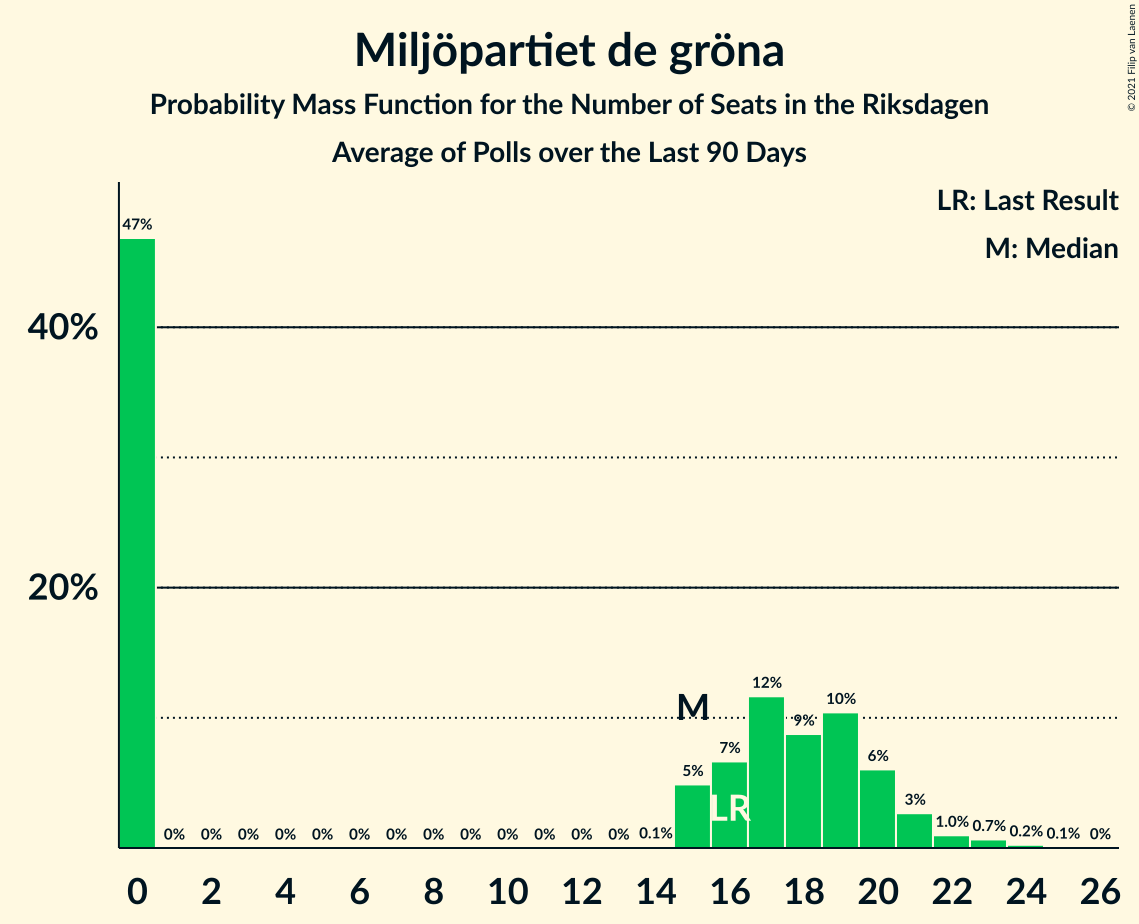 Miljöpartiet de gröna
Probability Mass Function for the Number of Seats in the Riksdagen
Average of Polls over the Last 90 Days
© 2021 Filip van Laenen
LR: Last Result
M: Median
47%
40%
20%
M
12%
10%
9%
7%
6%
5%
LR
3%
0% 0% 0% 0% 0% 0% 0% 0% 0% 0% 0% 0% 0% 0.1% 1.0% 0.7% 0.2% 0.1% 0%
0 2 4 6 8 10 12 14 16 18 20 22 24 26